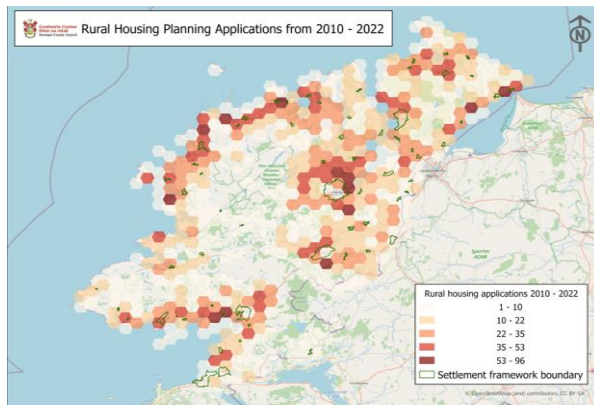 Comhairle Contae
Dhún na nGall
Donegal County Council
Rural Housing Planning Applications from 2010 - 2022
N
Rural housing applications 2010 - 2022
1 - 10
10 - 22
22 - 35
35 - 53
53 - 96
Settlement framework boundary
Sperrins
AONB
© OpenStreetMap (and) contributors, CC-BY-SA